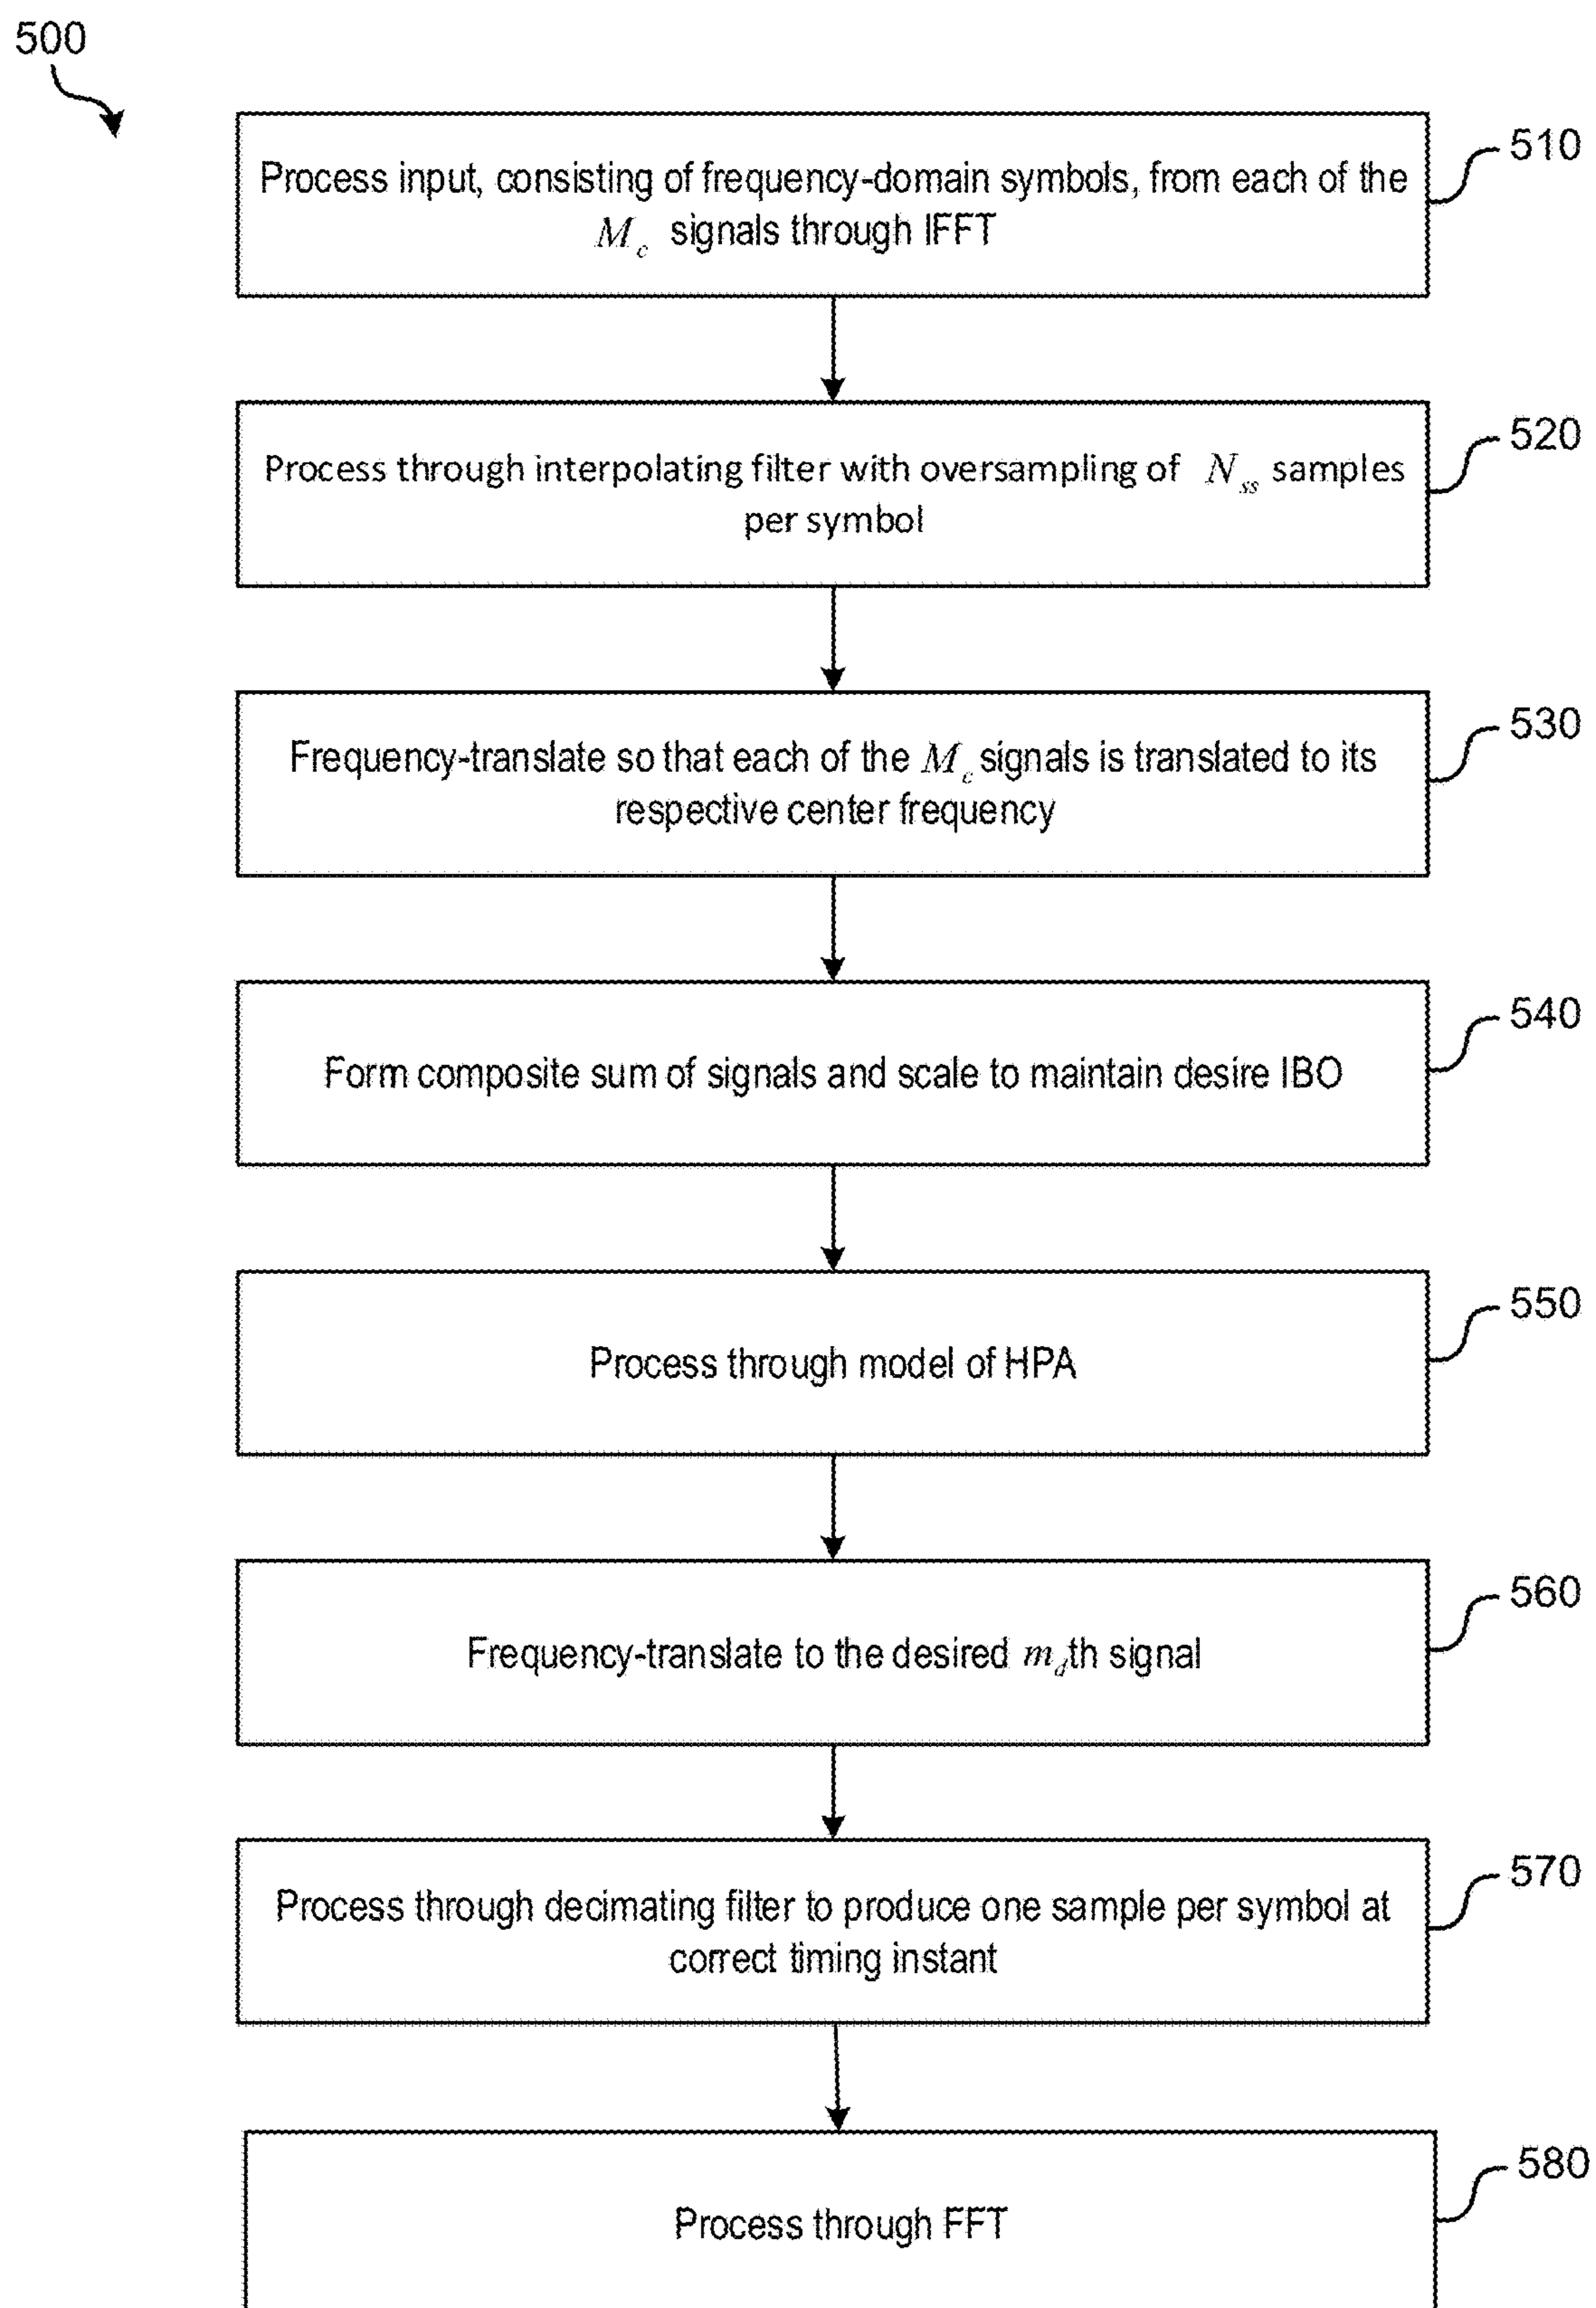 500
Process input, consisting of frequency-domain symbols, from each of the
M_c signals through IFFT
510
Process through interpolating filter with oversampling of N_ss samples
per symbol
520
Frequency-translate so that each of the M_c signals is translated to its
respective center frequency
530
Form composite sum of signals and scale to maintain desire IBO
540
Process through model of HPA
550
Frequency-translate to the desired m_dth signal
560
Process through decimating filter to produce one sample per symbol at
correct timing instant
570
Process through FFT
580